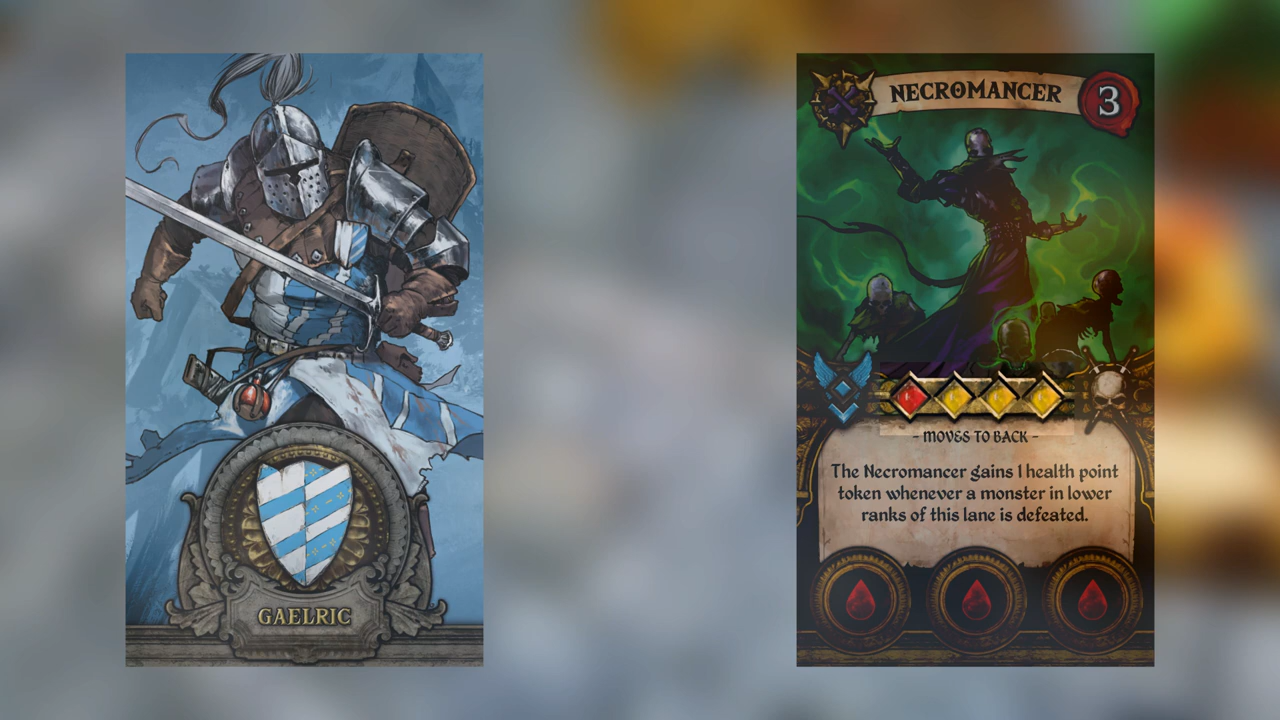 GAELRIC
NECROMANCER
3
- MOVES TO BACK -
The Necromancer gains 1 health point
token whenever a monster in lower
ranks of this lane is defeated.